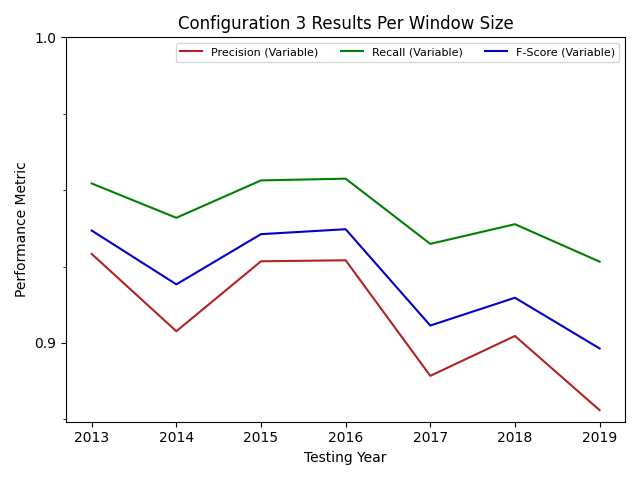 Configuration 3 Results Per Window Size
1.0
Precision (Variable) Recall (Variable) F-Score (Variable)
Performance Metric
0.9
2013 2014 2015 2016 2017 2018 2019
Testing Year